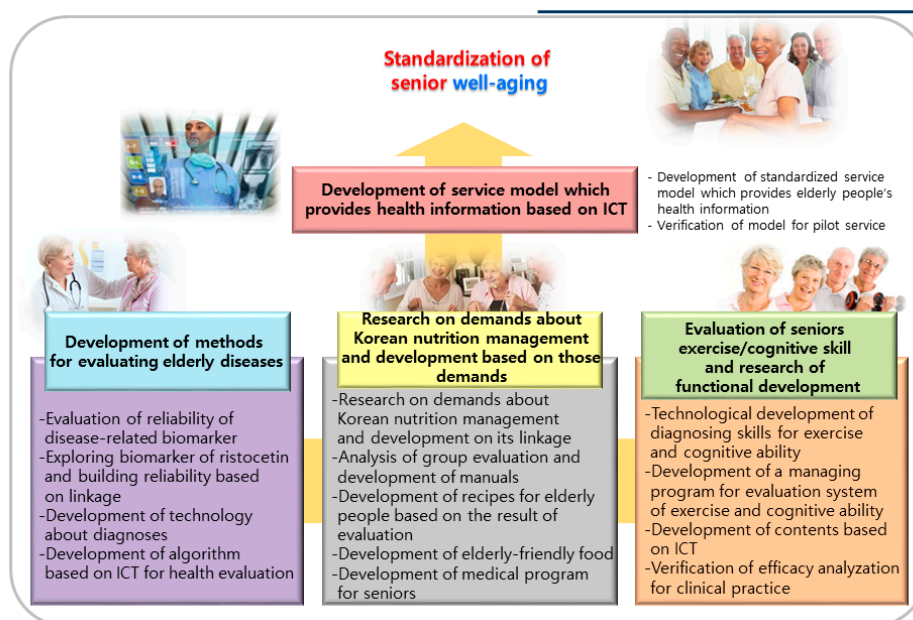 Standardization of
senior well-aging
Development of service model which
provides health information based on ICT
- Development of standardized service
model which provides elderly people's
health information
- Verification of model for pilot service
Development of methods
for evaluating elderly diseases
-Evaluation of reliability of
disease-related biomarker
-Exploring biomarker of ristocetin
and building reliability based
on linkage
-Development of technology
about diagnoses
-Development of algorithm
based on ICT for health evaluation
Research on demands about
Korean nutrition management
and development based on those
demands
-Research on demands about
Korean nutrition management
and development on its linkage
-Analysis of group evaluation and
development of manuals
-Development of recipes for elderly
people based on the result of
evaluation
-Development of elderly-friendly food
-Development of medical program
for seniors
Evaluation of seniors
exercise/cognitive skill
and research of
functional development
-Technological development of
diagnosing skills for exercise
and cognitive ability
-Development of a managing
program for evaluation system
of exercise and cognitive ability
-Development of contents based
on ICT
-Verification of efficacy analyzation
for clinical practice